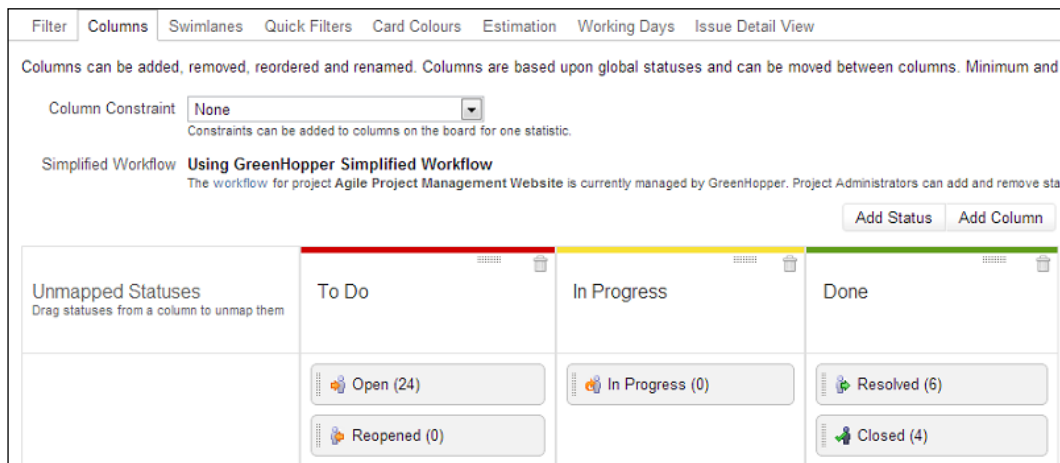 Filter Columns Swimlanes Quick Filters Card Colours Estimation Working Days Issue Detail View
Columns can be added, removed, reordered and renamed. Columns are based upon global statuses and can be moved between columns. Minimum and
Column Constraint None
Constraints can be added to columns on the board for one statistic.
Simplified Workflow Using GreenHopper Simplified Workflow
The workflow for project Agile Project Management Website is currently managed by GreenHopper. Project Administrators can add and remove sta
Add Status Add Column
Unmapped Statuses To Do In Progress Done
Drag statuses from a column to unmap them
Open (24) In Progress (0) Resolved (6)
Reopened (0) Closed (4)